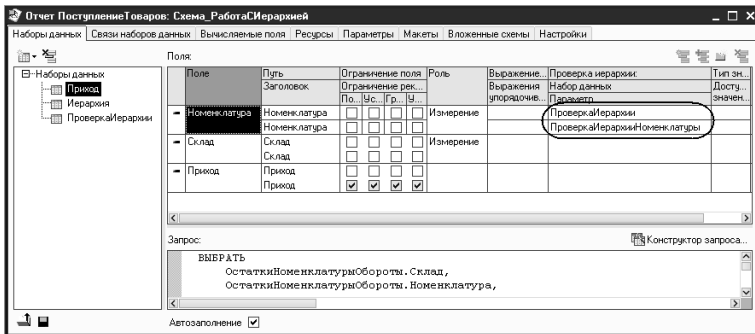 Отчет ПоступлениеТоваров: Схема_РаботаСИерархией
Наборы данных Связи наборов данных Вычисляемые поля Ресурсы Параметры Макеты Вложенные схемы Настройки
Поля:
Наборы данных
Приход
Иерархия
ПроверкаИерархии
Поле Путь Ограничение поля Роль Выражение... Проверка иерархии: Тип зн...
Заголовок Ограничение рек... Выражения Набор данных Досту...
По... Ус... Гр... У... упорядочив... Параметр значен...
Номенклатура Номенклатура Измерение ПроверкаИерархии
Номенклатура ПроверкаИерархииНоменклатуры
Склад Склад Измерение
Склад
Приход Приход
Приход
Запрос: Конструктор запроса...
ВЫБРАТЬ
ОстаткиНоменклатурыОбороты.Склад,
ОстаткиНоменклатурыОбороты.Номенклатура,
Автозаполнение